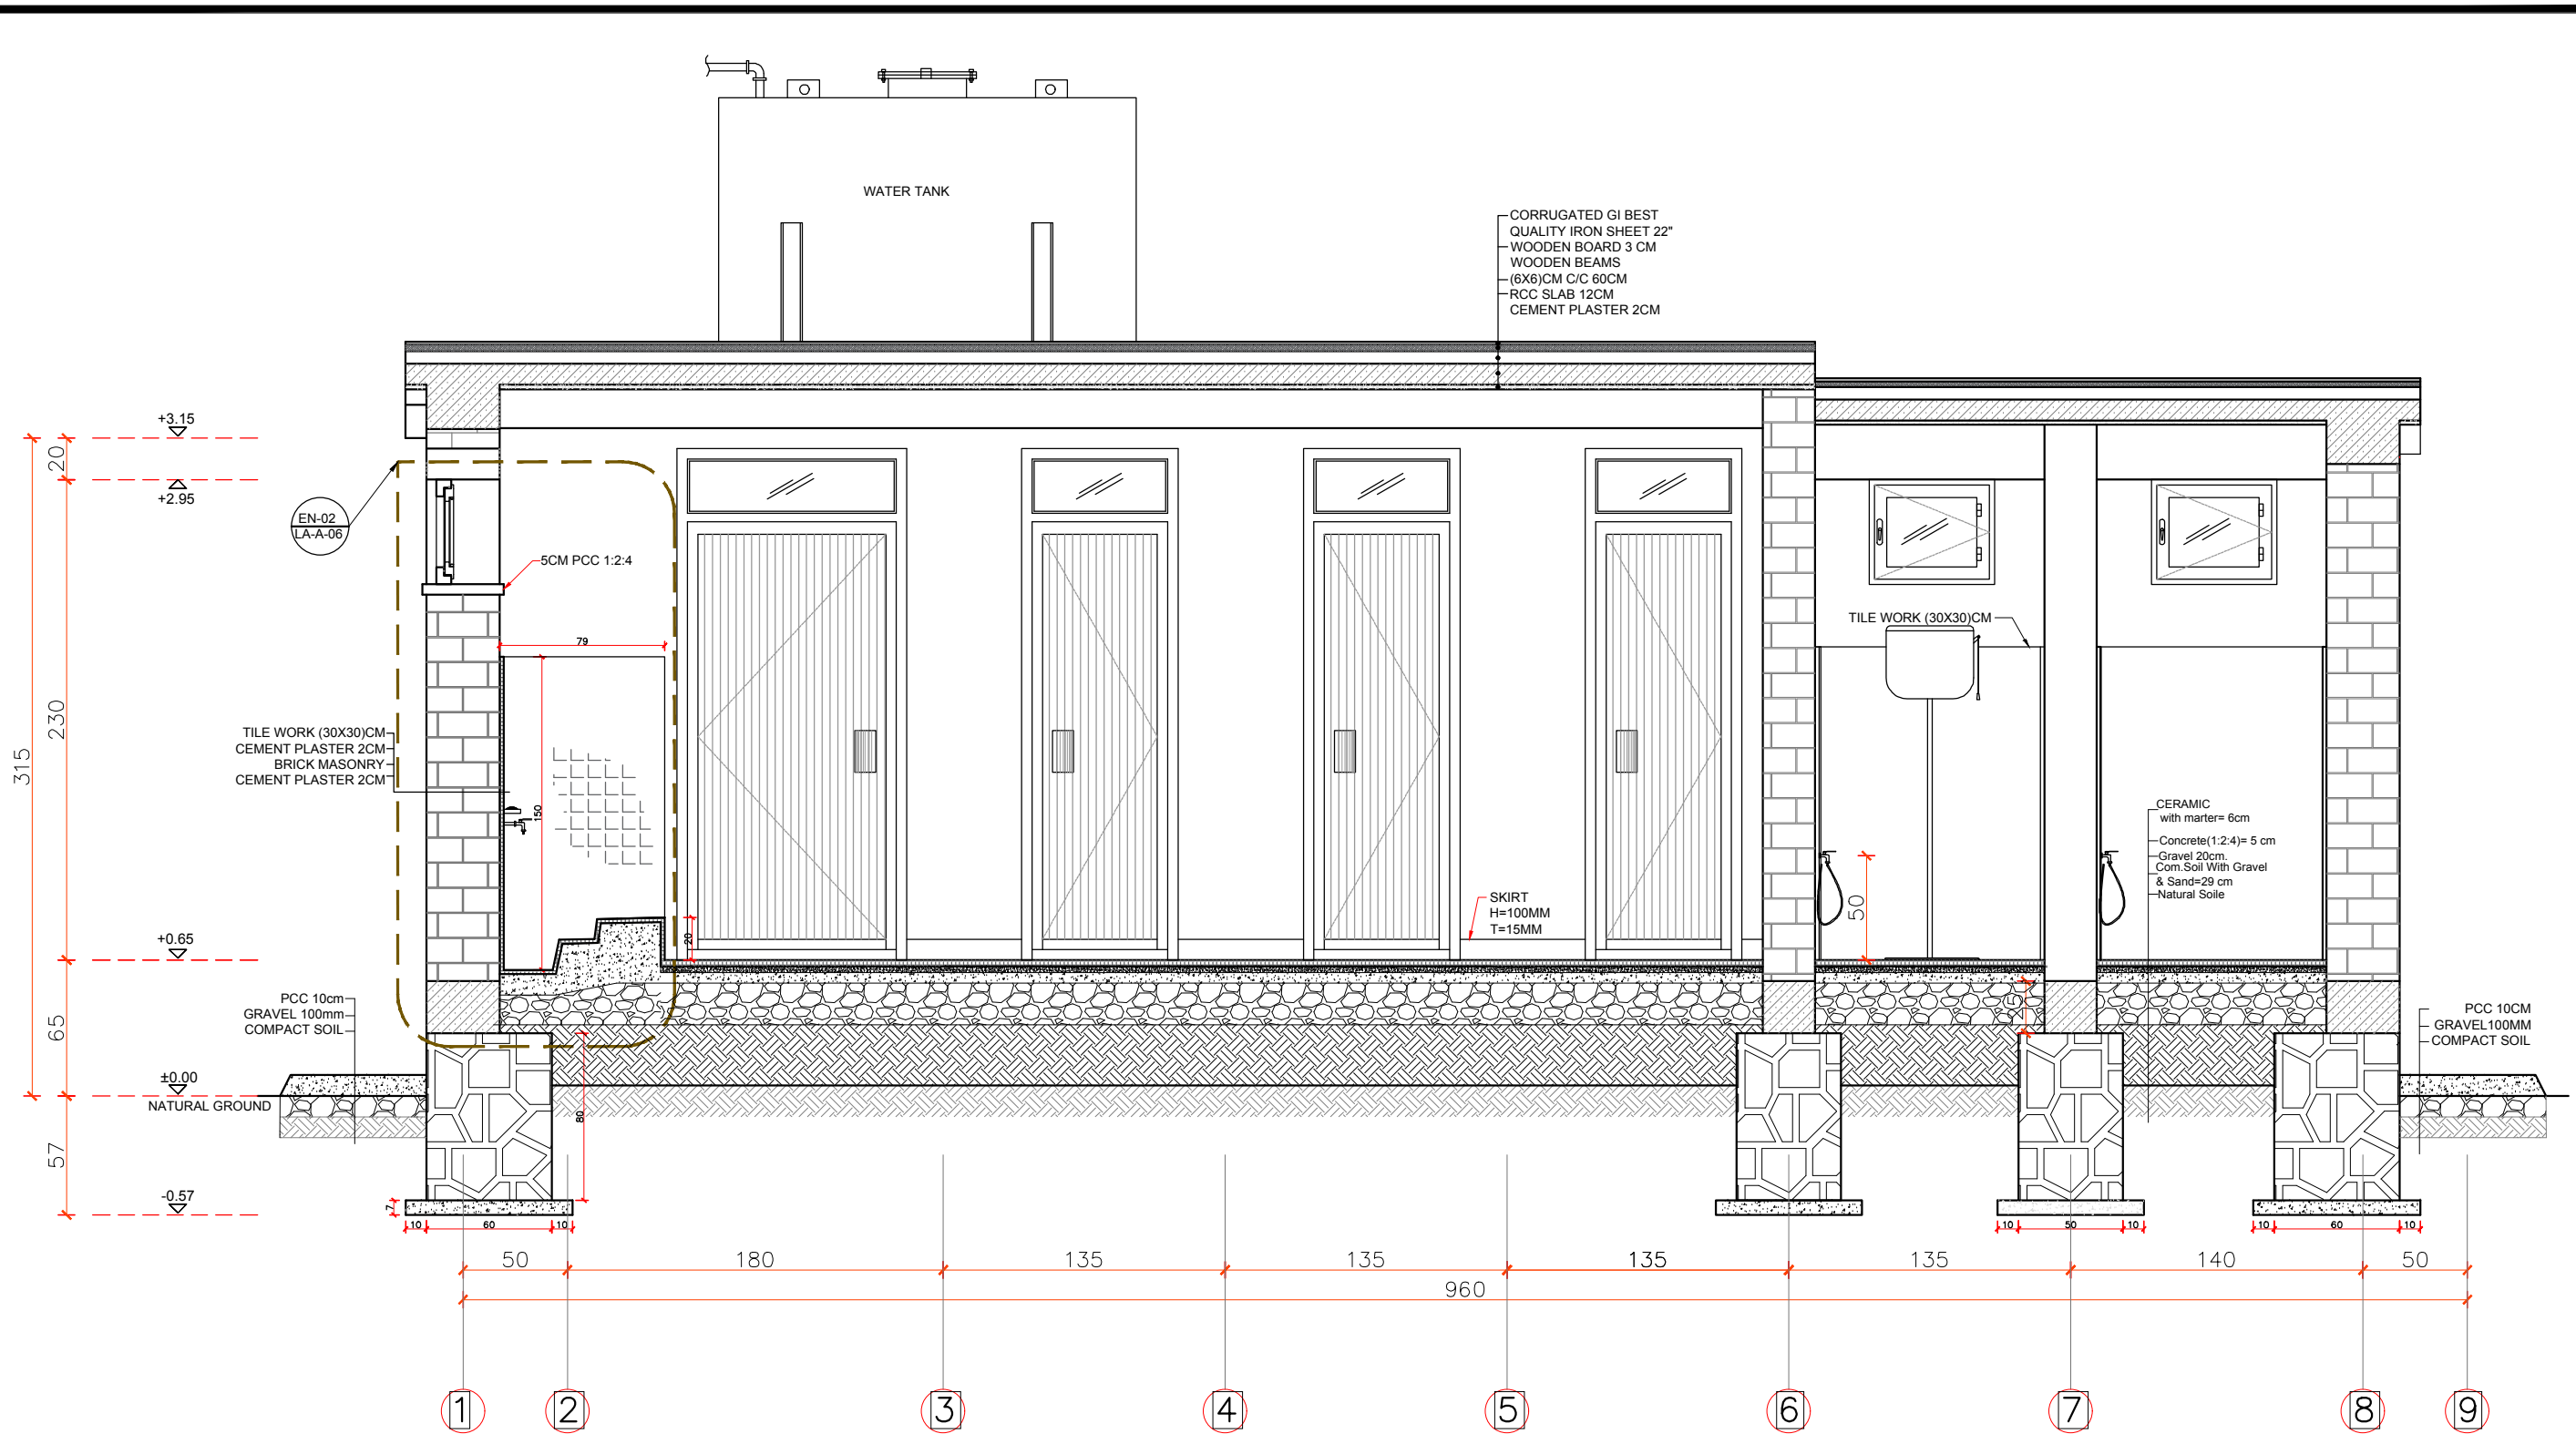 WATER TANK
CORRUGATED GI BEST
QUALITY IRON SHEET 22"
WOODEN BOARD 3 CM
WOODEN BEAMS
(6X6)CM C/C 60CM
RCC SLAB 12CM
CEMENT PLASTER 2CM
+3.15
20
+2.95
EN-02
LA-A-06
5CM PCC 1:2:4
79
TILE WORK (30X30)CM
230
315
TILE WORK (30X30)CM
CEMENT PLASTER 2CM
BRICK MASONRY
CEMENT PLASTER 2CM
150
CERAMIC
with marter= 6cm
Concrete(1:2:4)= 5 cm
Gravel 20cm.
Com.Soil With Gravel
& Sand=29 cm
Natural Soile
SKIRT
H=100MM
T=15MM
50
20
+0.65
PCC 10cm
GRAVEL 100mm
COMPACT SOIL
25
PCC 10CM
GRAVEL100MM
COMPACT SOIL
65
±0.00
NATURAL GROUND
80
57
-0.57
7
10 60 10
10 50 10
10 60 10
50 180 135 135 135 135 140 50
960
1 2 3 4 5 6 7 8 9